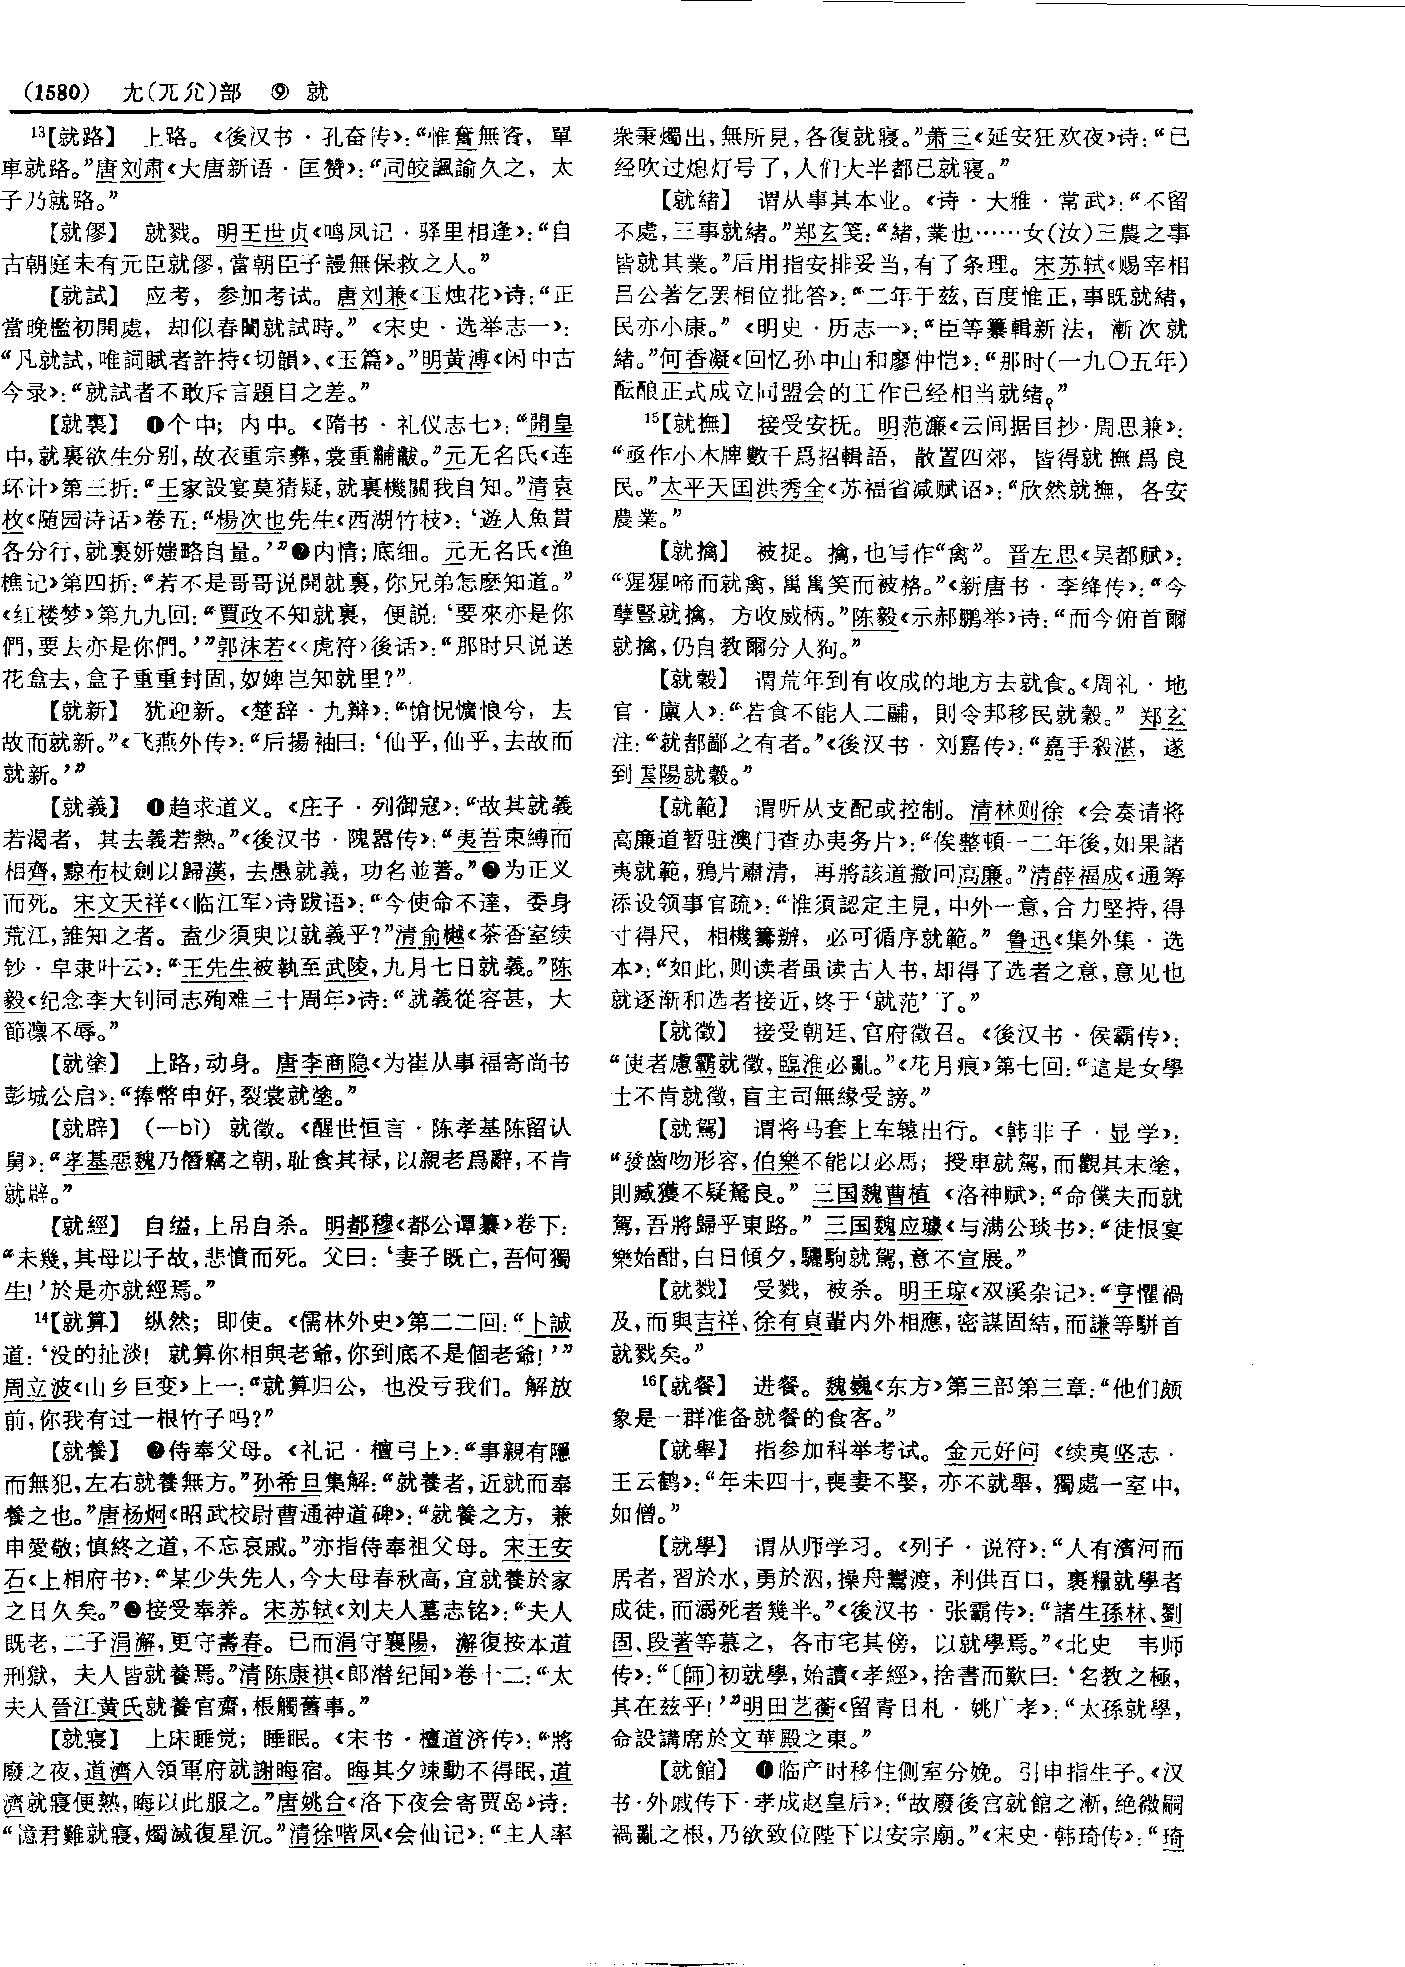 (1580) 尢(兀尣)部 ⑨ 就
¹³【就路】 上路。《後汉书·孔奋传》：“惟奮無資，單
車就路。”唐刘肃《大唐新语·匡赞》：“司皎諷諭久之，太
子乃就路。”
【就僇】 就戮。明王世贞《鸣凤记·驿里相逢》：“自
古朝庭未有元臣就僇，當朝臣子謾無保救之人。”
【就試】 应考，参加考试。唐刘兼《玉烛花》诗：“正
當晚檻初開處，却似春闈就試時。”《宋史·选举志一》：
“凡就試，唯詞賦者許持《切韻》、《玉篇》。”明黄溥《闲中古
今录》：“就試者不敢斥言題目之差。”
【就裏】 ❶个中；内中。《隋书·礼仪志七》：“開皇
中，就裏欲生分别，故衣重宗彝，裳重黼黻。”元无名氏《连
环计》第三折：“王家設宴莫猜疑，就裏機關我自知。”清袁
枚《随园诗话》卷五：“楊次也先生《西湖竹枝》：‘遊人魚貫
各分行，就裏妍媸略自量。’”❷内情；底细。元无名氏《渔
樵记》第四折：“若不是哥哥说開就裏，你兄弟怎麽知道。”
《红楼梦》第九九回：“賈政不知就裏，便説：‘要來亦是你
們，要去亦是你們。’”郭沫若《〈虎符〉後話》：“那时只说送
花盒去，盒子重重封固，奴婢岂知就里？”
【就新】 犹迎新。《楚辞·九辩》：“愴怳懭悢兮，去
故而就新。”《飞燕外传》：“后揚袖曰：‘仙乎，仙乎，去故而
就新。’”
【就義】 ❶趋求道义。《庄子·列御寇》：“故其就義
若渴者，其去義若熱。”《後汉书·隗嚣传》：“夷吾束縛而
相齊，黥布杖劍以歸漢，去愚就義，功名並著。”❷为正义
而死。宋文天祥《〈临江军〉诗跋语》：“今使命不達，委身
荒江，誰知之者。盍少須臾以就義乎？”清俞樾《茶香室续
钞·皁隶叶云》：“王先生被執至武陵，九月七日就義。”陈
毅《纪念李大钊同志殉难三十周年》诗：“就義從容甚，大
節凛不辱。”
【就塗】 上路，动身。唐李商隐《为崔从事福寄尚书
彭城公启》：“捧幣申好，裂裳就塗。”
【就辟】 (—bì) 就徵。《醒世恒言·陈孝基陈留认
舅》：“孝基惡魏乃僭竊之朝，耻食其禄，以親老爲辭，不肯
就辟。”
【就經】 自缢，上吊自杀。明都穆《都公谭纂》卷下：
“未幾，其母以子故，悲憤而死。父曰：‘妻子既亡，吾何獨
生！’於是亦就經焉。”
¹⁴【就算】 纵然；即使。《儒林外史》第二二回：“卜誠
道：‘没的扯淡！就算你相與老爺，你到底不是個老爺！’”
周立波《山乡巨变》上一：“就算归公，也没亏我们。解放
前，你我有过一根竹子吗？”
【就養】 ❶侍奉父母。《礼记·檀弓上》：“事親有隱
而無犯，左右就養無方。”孙希旦集解：“就養者，近就而奉
養之也。”唐杨炯《昭武校尉曹通神道碑》：“就養之方，兼
申愛敬；慎終之道，不忘哀戚。”亦指侍奉祖父母。宋王安
石《上相府书》：“某少失先人，今大母春秋高，宜就養於家
之日久矣。”❷接受奉养。宋苏轼《刘夫人墓志铭》：“夫人
既老，二子涓澥，更守壽春。已而涓守襄陽，澥復按本道
刑獄，夫人皆就養焉。”清陈康祺《郎潜纪闻》卷十二：“太
夫人晉江黄氏就養官齋，棖觸舊事。”
【就寢】 上床睡觉；睡眠。《宋书·檀道济传》：“將
廢之夜，道濟入領軍府就謝晦宿。晦其夕竦動不得眠，道
濟就寢便熟，晦以此服之。”唐姚合《洛下夜会寄贾岛》诗：
“憶君難就寢，燭滅復星沉。”清徐喈凤《会仙记》：“主人率
衆秉燭出，無所見，各復就寢。”萧三《延安狂欢夜》诗：“已
经吹过熄灯号了，人们大半都已就寝。”
【就緒】 谓从事其本业。《诗·大雅·常武》：“不留
不處，三事就緒。”郑玄笺：“緒，業也……女(汝)三農之事
皆就其業。”后用指安排妥当，有了条理。宋苏轼《赐宰相
吕公著乞罢相位批答》：“二年于兹，百度惟正，事既就緒，
民亦小康。”《明史·历志一》：“臣等纂輯新法，漸次就
緒。”何香凝《回忆孙中山和廖仲恺》：“那时(一九〇五年)
酝酿正式成立同盟会的工作已经相当就绪。”
¹⁵【就撫】 接受安抚。明范濂《云间据目抄·周思兼》：
“亟作小木牌數千爲招輯語，散置四郊，皆得就撫爲良
民。”太平天囯洪秀全《苏福省减赋诏》：“欣然就撫，各安
農業。”
【就擒】 被捉。擒，也写作“禽”。晋左思《吴都赋》：
“猩猩啼而就禽，𥝋𥝋笑而被格。”《新唐书·李绛传》：“今
孽豎就擒，方收威柄。”陈毅《示郝鹏举》诗：“而今俯首爾
就擒，仍自教爾分人狗。”
【就穀】 谓荒年到有收成的地方去就食。《周礼·地
官·廩人》：“若食不能人二鬴，則令邦移民就穀。”郑玄
注：“就都鄙之有者。”《後汉书·刘嘉传》：“嘉手殺湛，遂
到雲陽就穀。”
【就範】 谓听从支配或控制。清林则徐《会奏请将
高廉道暂驻澳门查办夷务片》：“俟整頓一二年後，如果諸
夷就範，鴉片肅清，再將該道撤回高廉。”清薛福成《通筹
添设领事官疏》：“惟須認定主見，中外一意，合力堅持，得
寸得尺，相機籌辦，必可循序就範。”鲁迅《集外集·选
本》：“如此，则读者虽读古人书，却得了选者之意，意见也
就逐渐和选者接近，终于‘就范’了。”
【就徵】 接受朝廷、官府徵召。《後汉书·侯霸传》：
“使者慮霸就徵，臨淮必亂。”《花月痕》第七回：“這是女學
士不肯就徵，盲主司無緣受謗。”
【就駕】 谓将马套上车辕出行。《韩非子·显学》：
“發齒吻形容，伯樂不能以必馬；授車就駕，而觀其末塗，
則臧獲不疑駑良。”三国魏曹植《洛神赋》：“命僕夫而就
駕，吾將歸乎東路。”三国魏应璩《与满公琰书》：“徒恨宴
樂始酣，白日傾夕，驪駒就駕，意不宣展。”
【就戮】 受戮，被杀。明王琼《双溪杂记》：“亨懼禍
及，而與吉祥、徐有貞輩内外相應，密謀固結，而謙等駢首
就戮矣。”
¹⁶【就餐】 进餐。魏巍《东方》第三部第三章：“他们颇
象是一群准备就餐的食客。”
【就舉】 指参加科举考试。金元好问《续夷坚志·
王云鹤》：“年未四十，喪妻不娶，亦不就舉，獨處一室中，
如僧。”
【就學】 谓从师学习。《列子·说符》：“人有濱河而
居者，習於水，勇於泅，操舟鬻渡，利供百口，裹糧就學者
成徒，而溺死者幾半。”《後汉书·张霸传》：“諸生孫林、劉
固、段著等慕之，各市宅其傍，以就學焉。”《北史 韦师
传》：“〔師〕初就學，始讀《孝經》，捨書而歎曰：‘名教之極，
其在兹乎！’”明田艺蘅《留青日札·姚广孝》：“太孫就學，
命設講席於文華殿之東。”
【就館】 ❶临产时移住侧室分娩。引申指生子。《汉
书·外戚传下·孝成赵皇后》：“故廢後宫就館之漸，絶微嗣
禍亂之根，乃欲致位陛下以安宗廟。”《宋史·韩琦传》：“琦